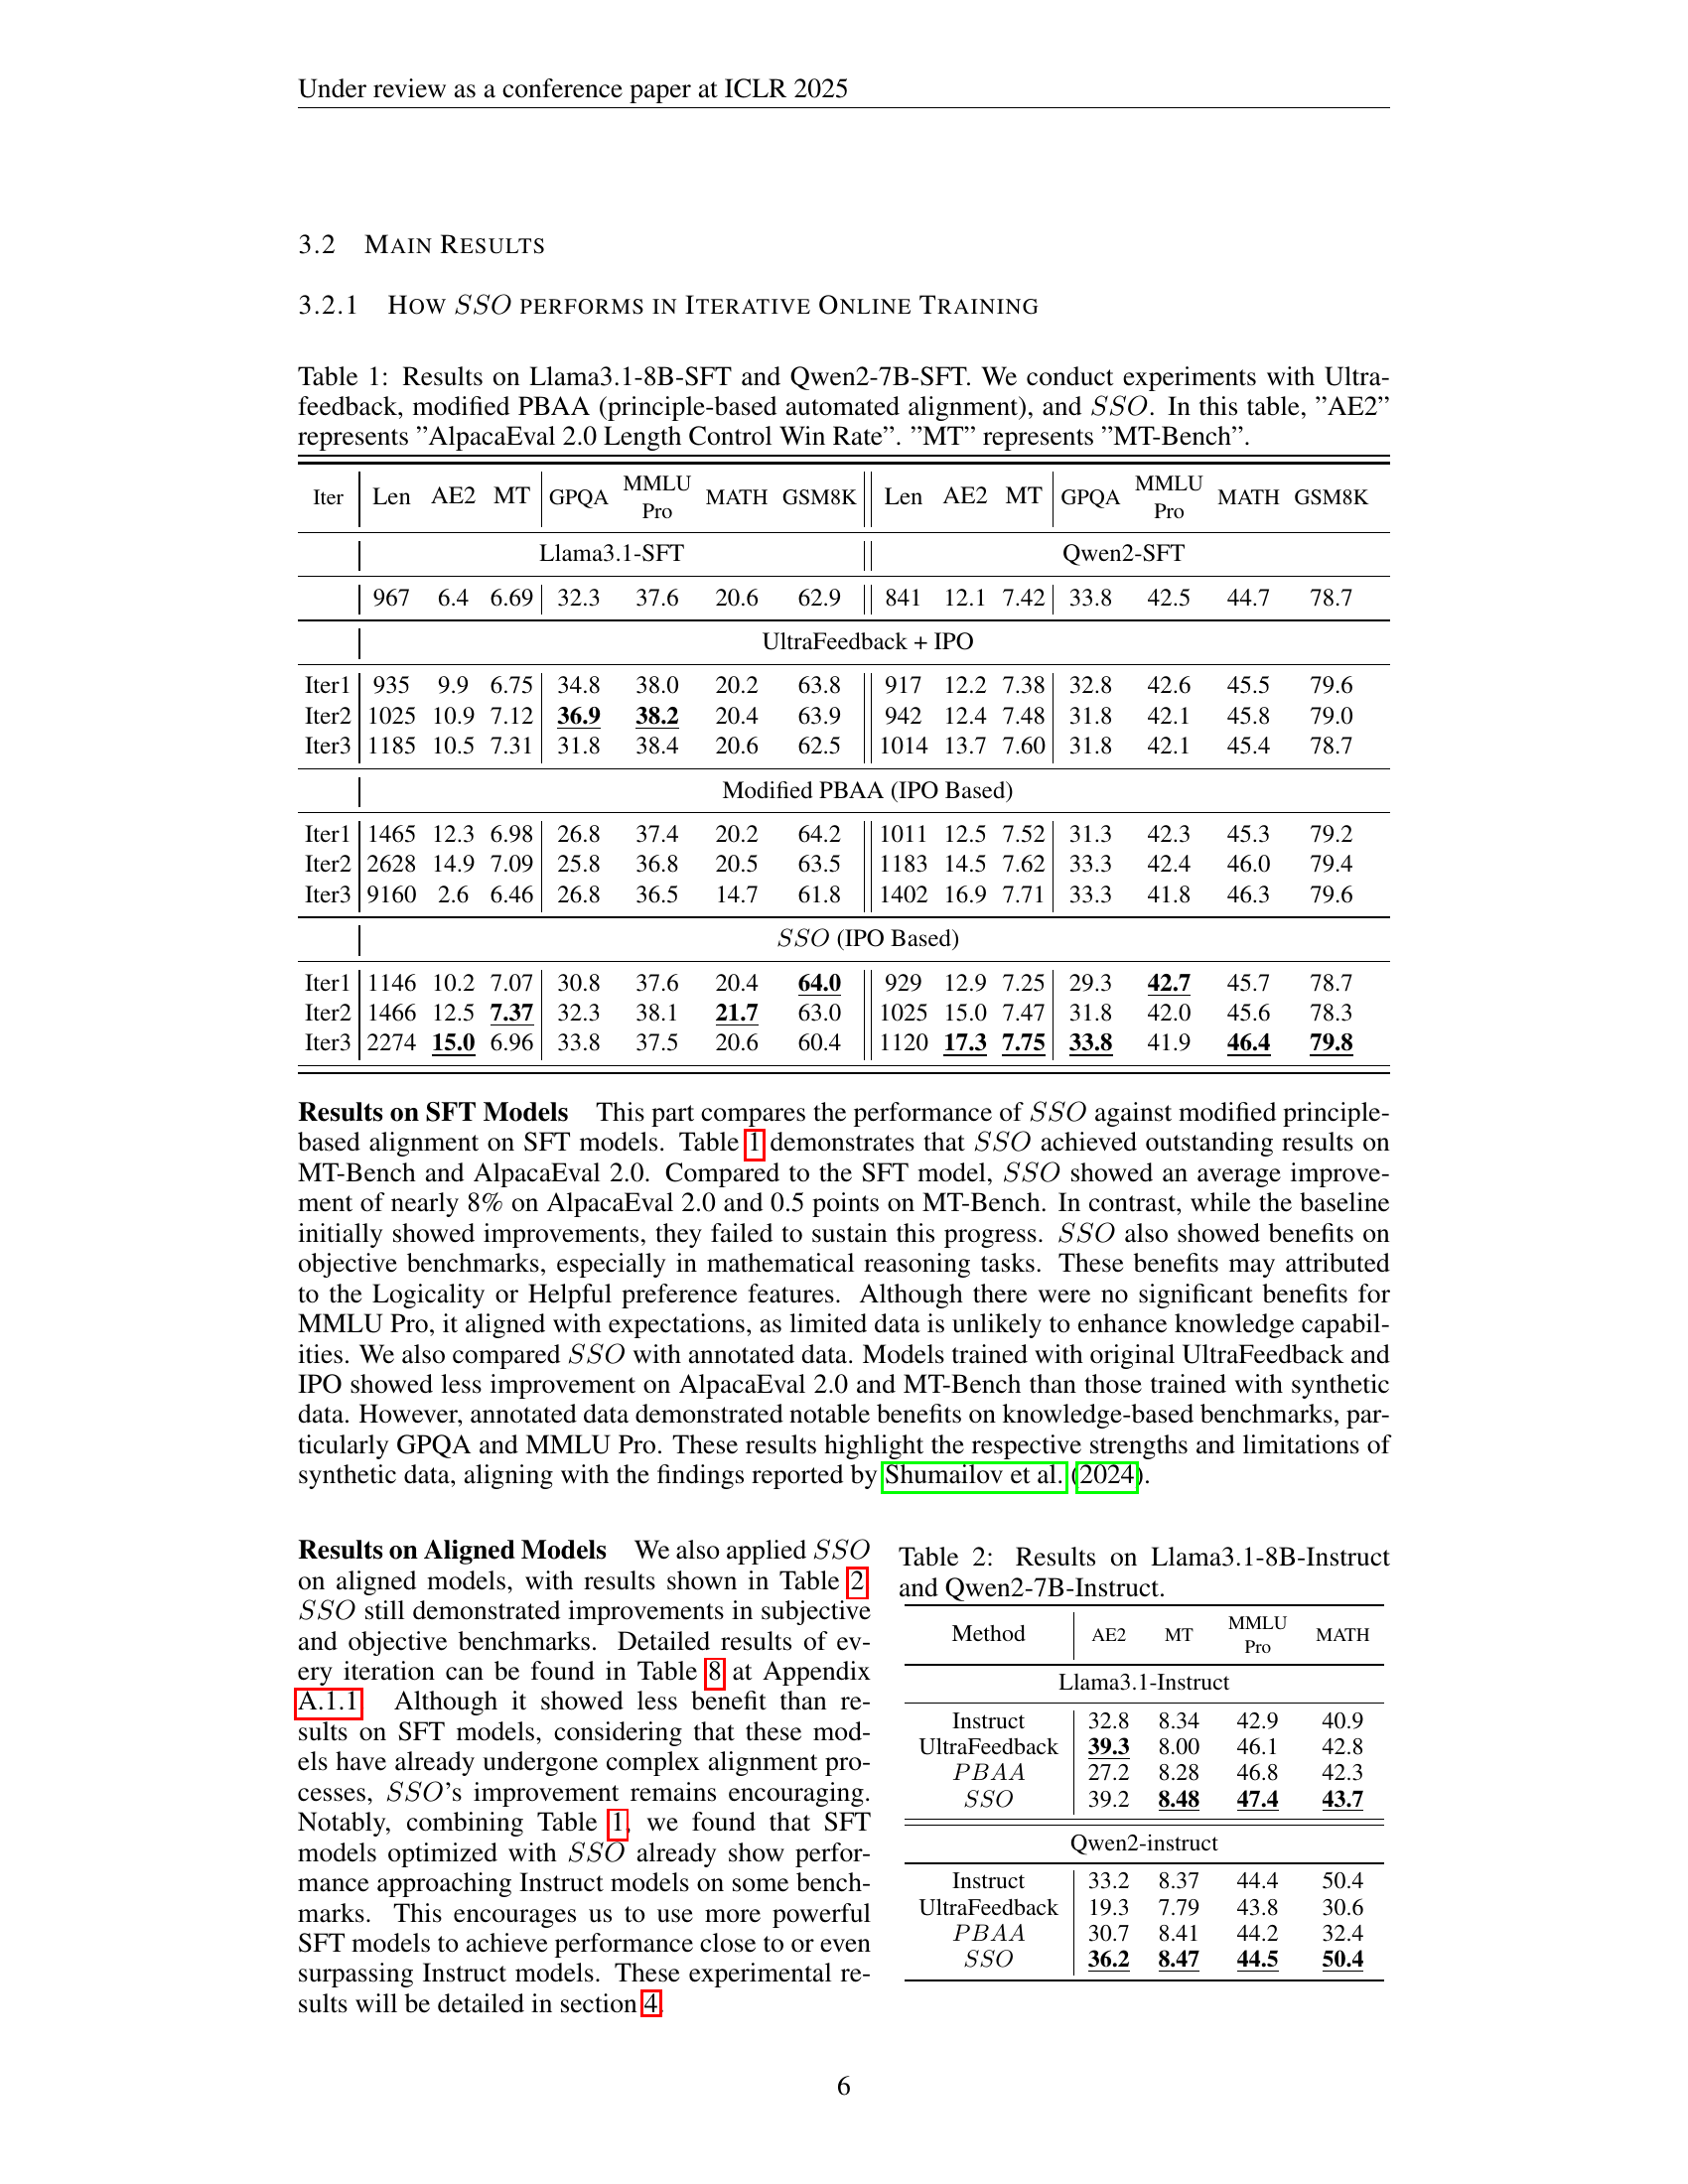 Under review as a conference paper at ICLR 2025
3.2 MAIN RESULTS
3.2.1 HOW SSO PERFORMS IN ITERATIVE ONLINE TRAINING
Table 1: Results on Llama3.1-8B-SFT and Qwen2-7B-SFT. We conduct experiments with Ultra-
feedback, modified PBAA (principle-based automated alignment), and SSO. In this table, ”AE2”
represents ”AlpacaEval 2.0 Length Control Win Rate”. ”MT” represents ”MT-Bench”.
Iter Len AE2 MT GPQA MMLU Pro MATH GSM8K Len AE2 MT GPQA MMLU Pro MATH GSM8K
Llama3.1-SFT Qwen2-SFT
967 6.4 6.69 32.3 37.6 20.6 62.9 841 12.1 7.42 33.8 42.5 44.7 78.7
UltraFeedback + IPO
Iter1 935 9.9 6.75 34.8 38.0 20.2 63.8 917 12.2 7.38 32.8 42.6 45.5 79.6
Iter2 1025 10.9 7.12 36.9 38.2 20.4 63.9 942 12.4 7.48 31.8 42.1 45.8 79.0
Iter3 1185 10.5 7.31 31.8 38.4 20.6 62.5 1014 13.7 7.60 31.8 42.1 45.4 78.7
Modified PBAA (IPO Based)
Iter1 1465 12.3 6.98 26.8 37.4 20.2 64.2 1011 12.5 7.52 31.3 42.3 45.3 79.2
Iter2 2628 14.9 7.09 25.8 36.8 20.5 63.5 1183 14.5 7.62 33.3 42.4 46.0 79.4
Iter3 9160 2.6 6.46 26.8 36.5 14.7 61.8 1402 16.9 7.71 33.3 41.8 46.3 79.6
SSO (IPO Based)
Iter1 1146 10.2 7.07 30.8 37.6 20.4 64.0 929 12.9 7.25 29.3 42.7 45.7 78.7
Iter2 1466 12.5 7.37 32.3 38.1 21.7 63.0 1025 15.0 7.47 31.8 42.0 45.6 78.3
Iter3 2274 15.0 6.96 33.8 37.5 20.6 60.4 1120 17.3 7.75 33.8 41.9 46.4 79.8
Results on SFT Models This part compares the performance of SSO against modified principle-
based alignment on SFT models. Table 1 demonstrates that SSO achieved outstanding results on
MT-Bench and AlpacaEval 2.0. Compared to the SFT model, SSO showed an average improve-
ment of nearly 8% on AlpacaEval 2.0 and 0.5 points on MT-Bench. In contrast, while the baseline
initially showed improvements, they failed to sustain this progress. SSO also showed benefits on
objective benchmarks, especially in mathematical reasoning tasks. These benefits may attributed
to the Logicality or Helpful preference features. Although there were no significant benefits for
MMLU Pro, it aligned with expectations, as limited data is unlikely to enhance knowledge capabil-
ities. We also compared SSO with annotated data. Models trained with original UltraFeedback and
IPO showed less improvement on AlpacaEval 2.0 and MT-Bench than those trained with synthetic
data. However, annotated data demonstrated notable benefits on knowledge-based benchmarks, par-
ticularly GPQA and MMLU Pro. These results highlight the respective strengths and limitations of
synthetic data, aligning with the findings reported by Shumailov et al. (2024).
Results on Aligned Models We also applied SSO
on aligned models, with results shown in Table 2.
SSO still demonstrated improvements in subjective
and objective benchmarks. Detailed results of ev-
ery iteration can be found in Table 8 at Appendix
A.1.1. Although it showed less benefit than re-
sults on SFT models, considering that these mod-
els have already undergone complex alignment pro-
cesses, SSO’s improvement remains encouraging.
Notably, combining Table 1, we found that SFT
models optimized with SSO already show perfor-
mance approaching Instruct models on some bench-
marks. This encourages us to use more powerful
SFT models to achieve performance close to or even
surpassing Instruct models. These experimental re-
sults will be detailed in section 4.
Table 2: Results on Llama3.1-8B-Instruct
and Qwen2-7B-Instruct.
Method AE2 MT MMLU Pro MATH
Llama3.1-Instruct
Instruct 32.8 8.34 42.9 40.9
UltraFeedback 39.3 8.00 46.1 42.8
PBAA 27.2 8.28 46.8 42.3
SSO 39.2 8.48 47.4 43.7
Qwen2-instruct
Instruct 33.2 8.37 44.4 50.4
UltraFeedback 19.3 7.79 43.8 30.6
PBAA 30.7 8.41 44.2 32.4
SSO 36.2 8.47 44.5 50.4
6